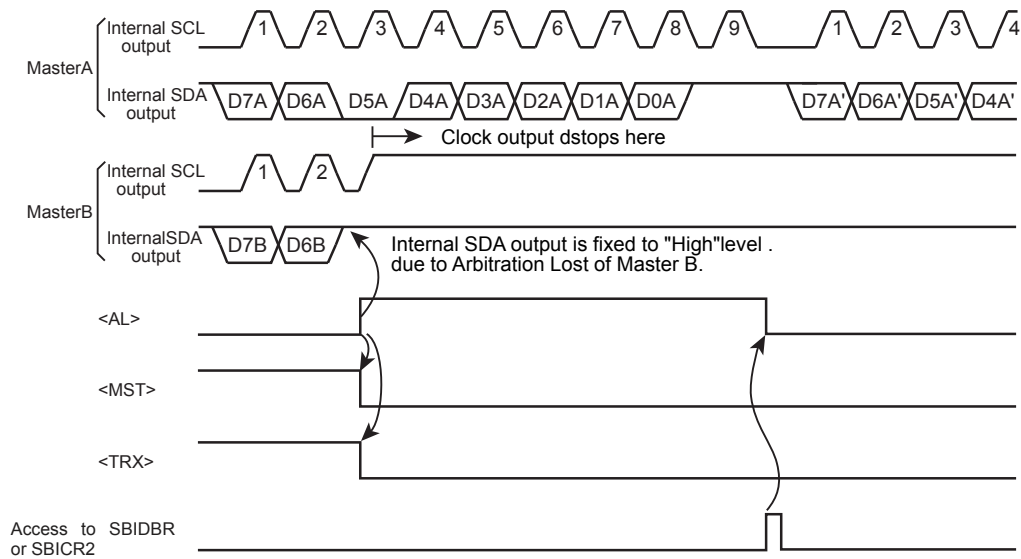 Internal SCL
output
1 2 3 4 5 6 7 8 9 1 2 3 4
MasterA
Internal SDA
output
D7A D6A D5A D4A D3A D2A D1A D0A D7A' D6A' D5A' D4A'
Clock output dstops here
Internal SCL
output
1 2
MasterB
InternalSDA
output
D7B D6B
Internal SDA output is fixed to "High"level .
due to Arbitration Lost of Master B.
<AL>
<MST>
<TRX>
Access to SBIDBR
or SBICR2